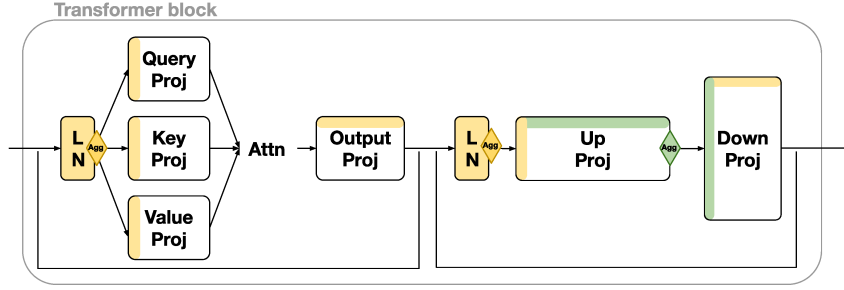 Transformer block
Query
Proj
L
N
Agg
Key
Proj
Value
Proj
Attn
Output
Proj
L
N
Agg
Up
Proj
Agg
Down
Proj